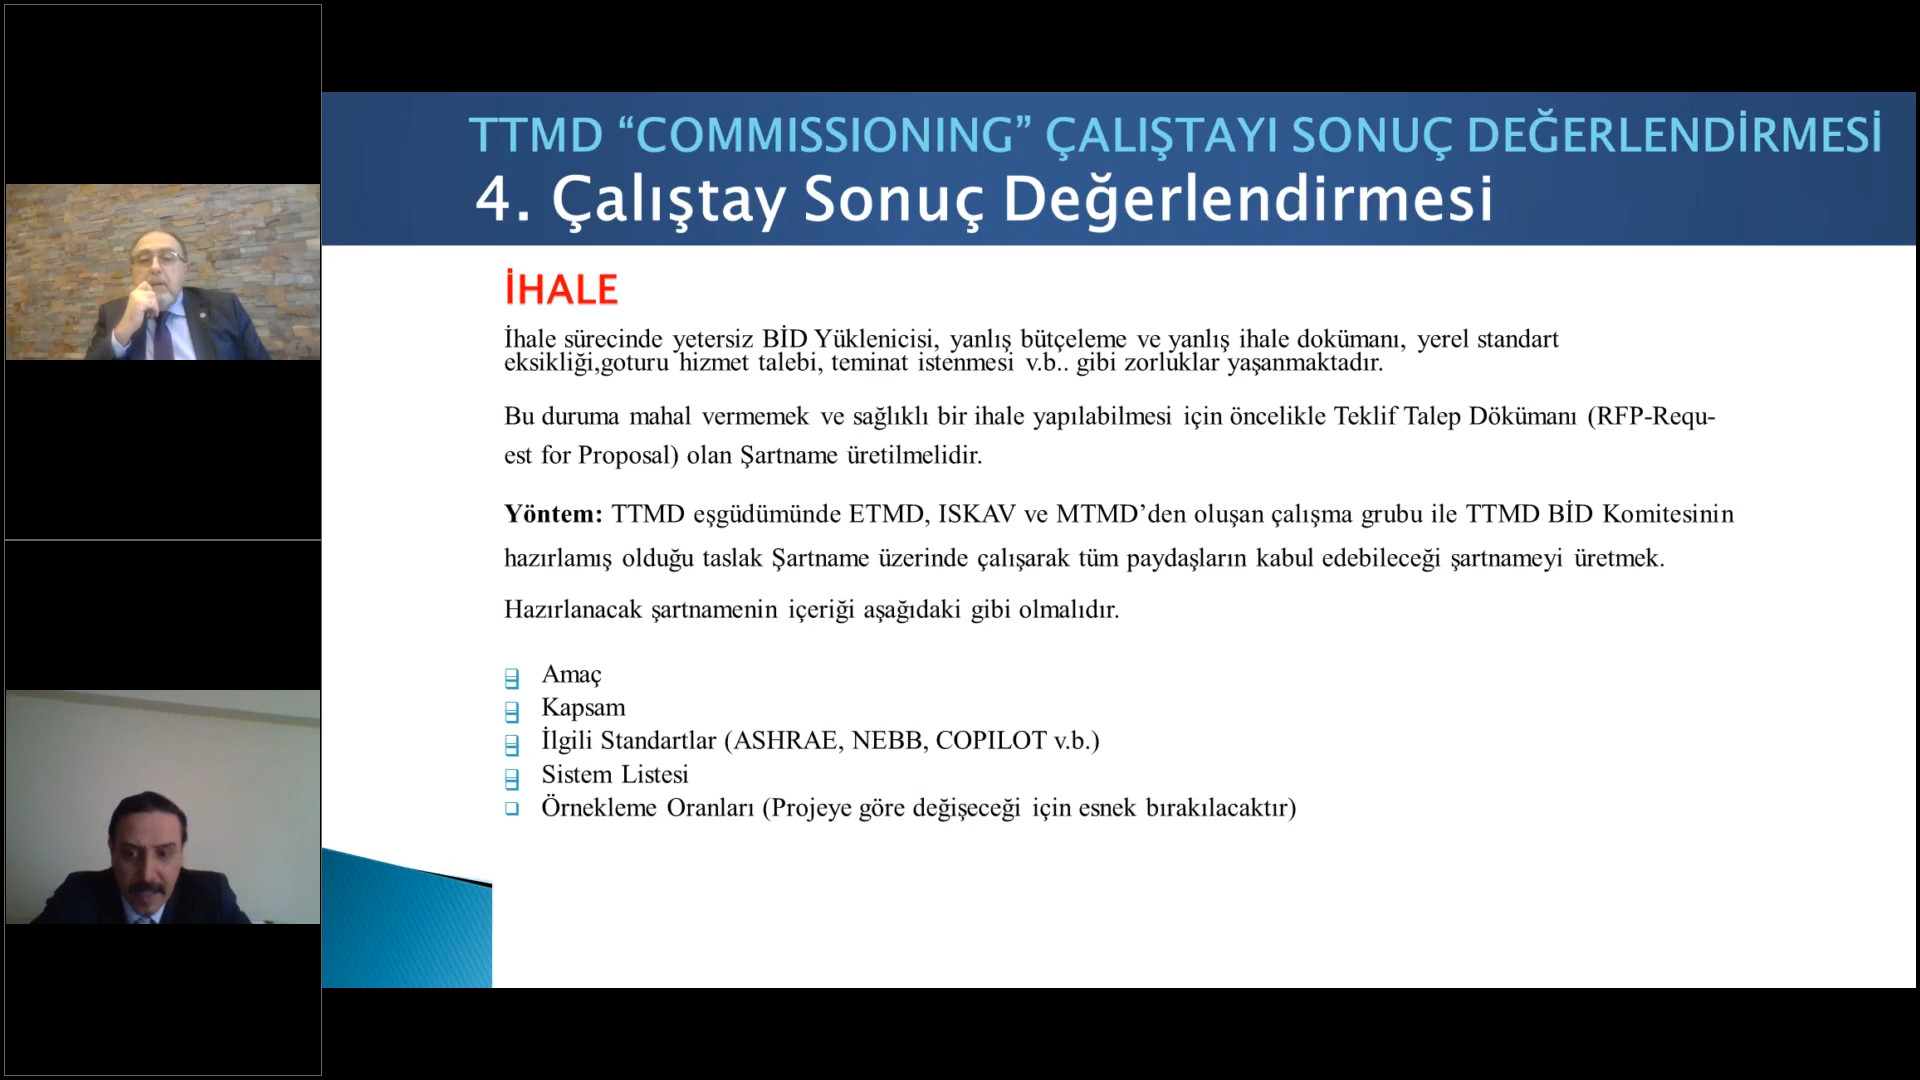 TTMD “COMMISSIONING” ÇALIŞTAYI SONUÇ DEĞERLENDİRMESİ
4. Çalıştay Sonuç Değerlendirmesi
İHALE
İhale sürecinde yetersiz BİD Yüklenicisi, yanlış bütçeleme ve yanlış ihale dokümanı, yerel standart
eksikliği,goturu hizmet talebi, teminat istenmesi v.b.. gibi zorluklar yaşanmaktadır.
Bu duruma mahal vermemek ve sağlıklı bir ihale yapılabilmesi için öncelikle Teklif Talep Dökümanı (RFP-Requ-
est for Proposal) olan Şartname üretilmelidir.
Yöntem: TTMD eşgüdümünde ETMD, ISKAV ve MTMD’den oluşan çalışma grubu ile TTMD BİD Komitesinin
hazırlamış olduğu taslak Şartname üzerinde çalışarak tüm paydaşların kabul edebileceği şartnameyi üretmek.
Hazırlanacak şartnamenin içeriği aşağıdaki gibi olmalıdır.
Amaç
Kapsam
İlgili Standartlar (ASHRAE, NEBB, COPILOT v.b.)
Sistem Listesi
Örnekleme Oranları (Projeye göre değişeceği için esnek bırakılacaktır)